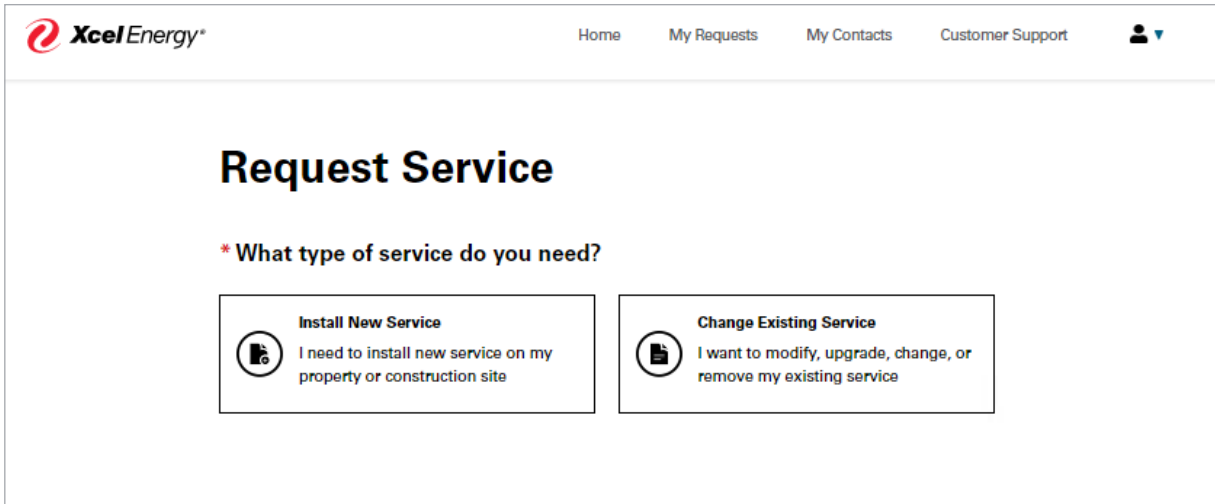 Xcel Energy®
Home My Requests My Contacts Customer Support
Request Service
* What type of service do you need?
Install New Service
I need to install new service on my
property or construction site
Change Existing Service
I want to modify, upgrade, change, or
remove my existing service